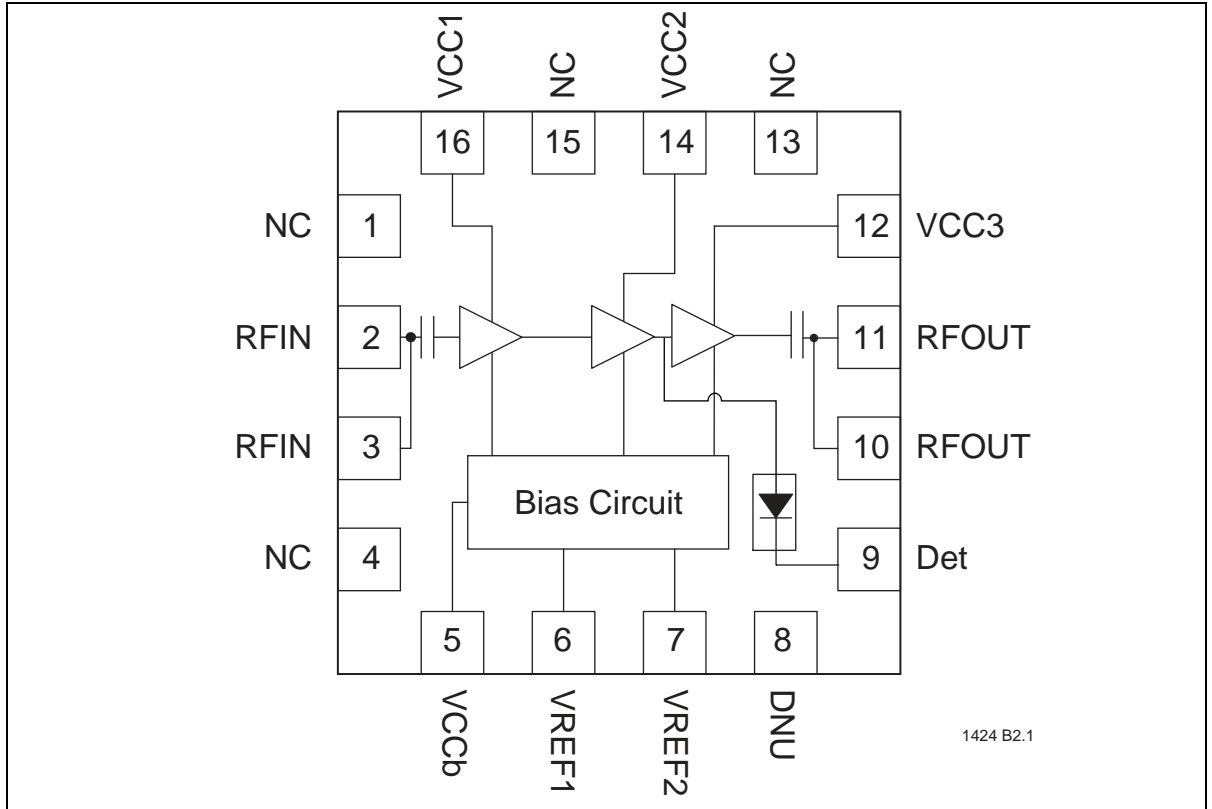 VCC1
NC
VCC2
NC
16
15
14
13
NC
1
12
VCC3
RFIN
2
11
RFOUT
RFIN
3
10
RFOUT
Bias Circuit
NC
4
9
Det
5
6
7
8
VCCb
VREF1
VREF2
DNU
1424 B2.1